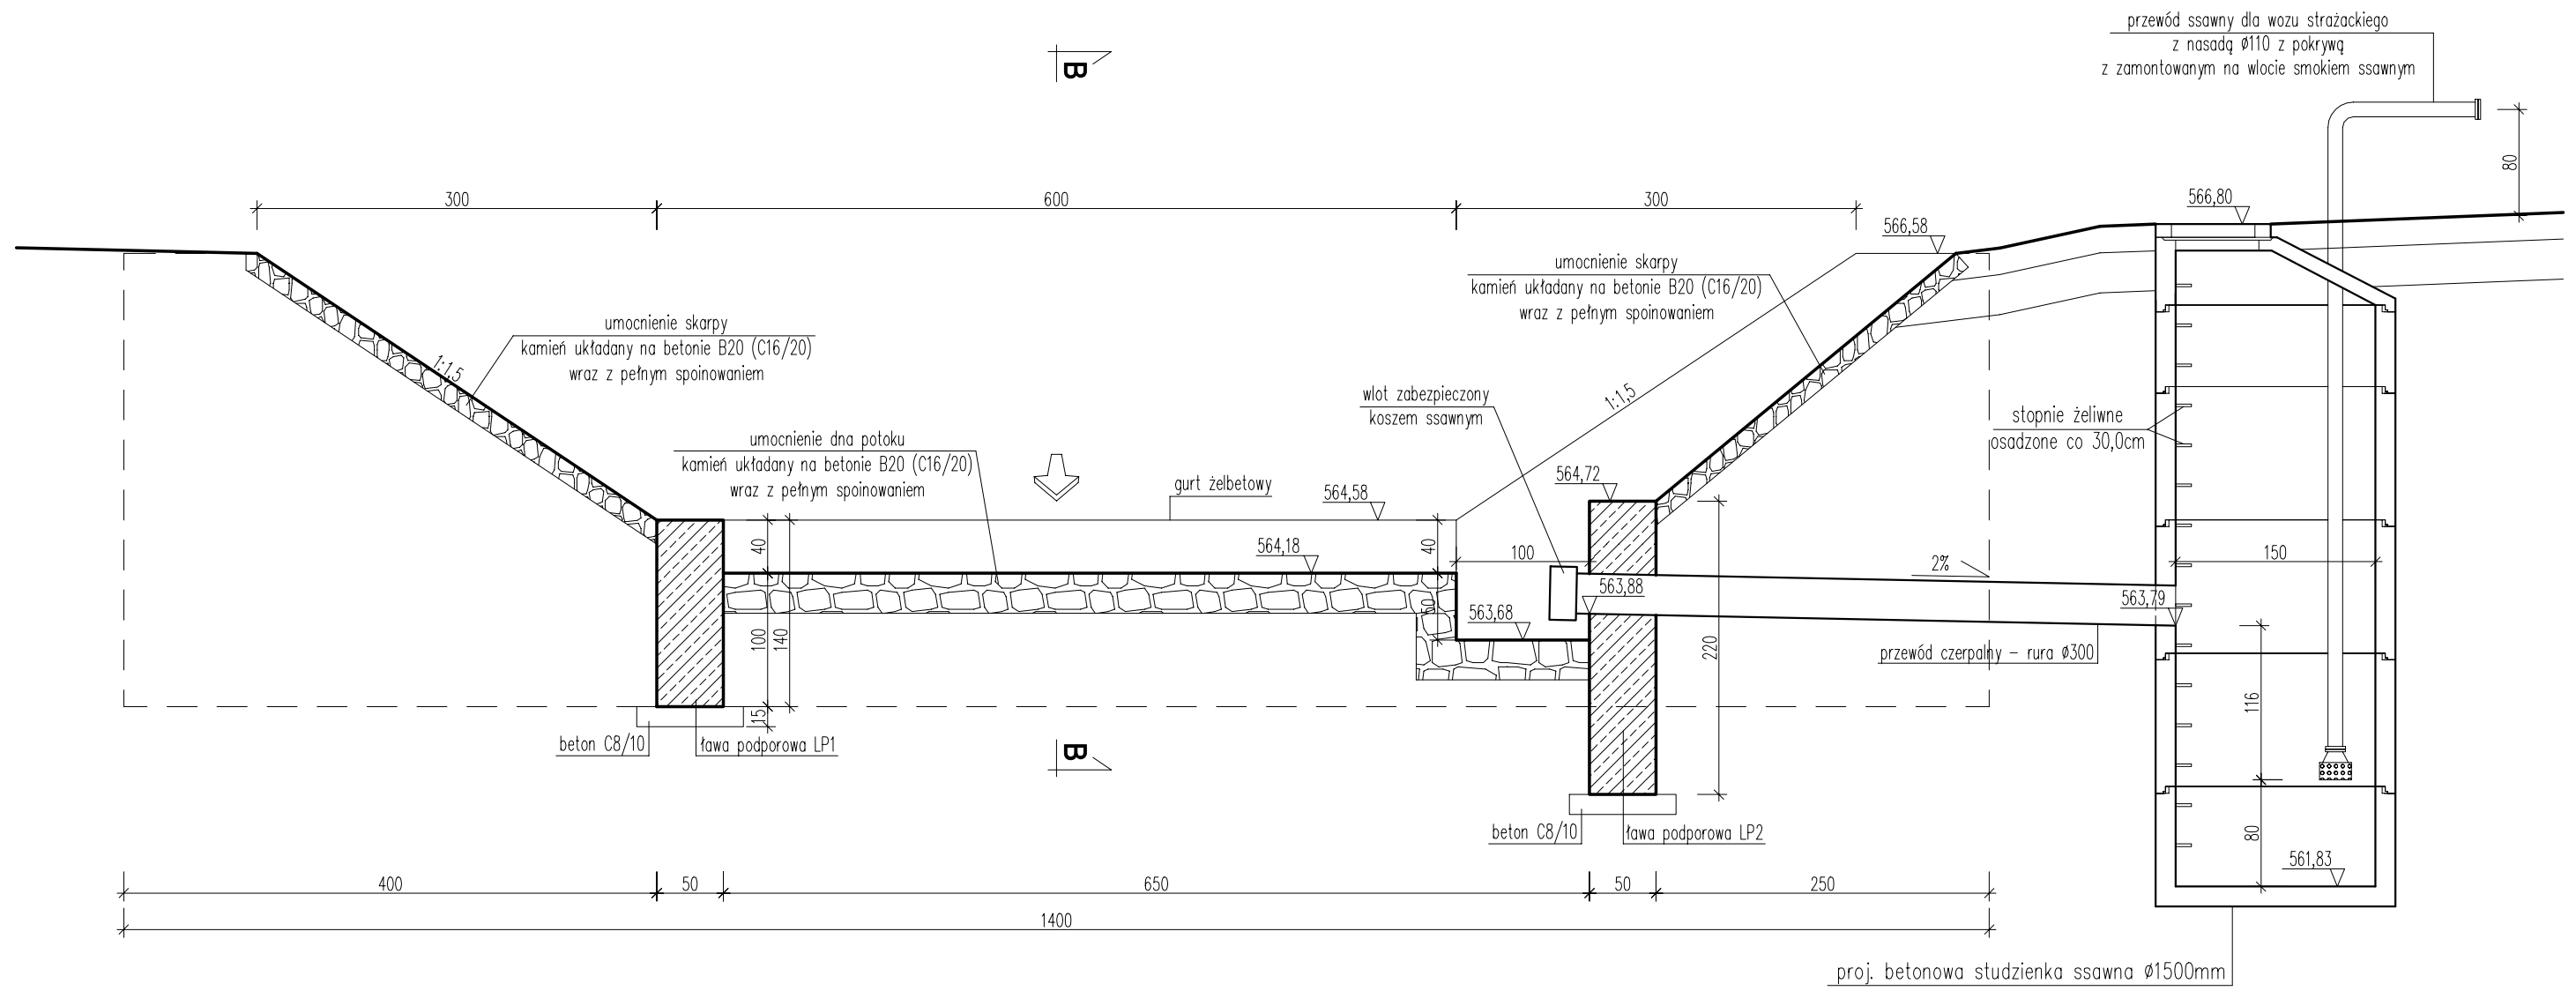 przewód ssawny dla wozu strażackiego
z nasadą Ø110 z pokrywą
z zamontowanym na wlocie smokiem ssawnym
B
80
300
600
300
566,80
566,58
umocnienie skarpy
kamień układany na betonie B20 (C16/20)
wraz z pełnym spoinowaniem
umocnienie skarpy
kamień układany na betonie B20 (C16/20)
wraz z pełnym spoinowaniem
1:1,5
1:1,5
wlot zabezpieczony
koszem ssawnym
stopnie żeliwne
osadzone co 30,0cm
umocnienie dna potoku
kamień układany na betonie B20 (C16/20)
wraz z pełnym spoinowaniem
gurt żelbetowy
564,58
564,72
40
564,18
40
100
2%
150
563,88
563,79
50
563,68
100
140
220
przewód czerpalny – rura Ø300
116
15
beton C8/10
ława podporowa LP1
B
beton C8/10
ława podporowa LP2
80
561,83
400
50
650
50
250
1400
proj. betonowa studzienka ssawna Ø1500mm